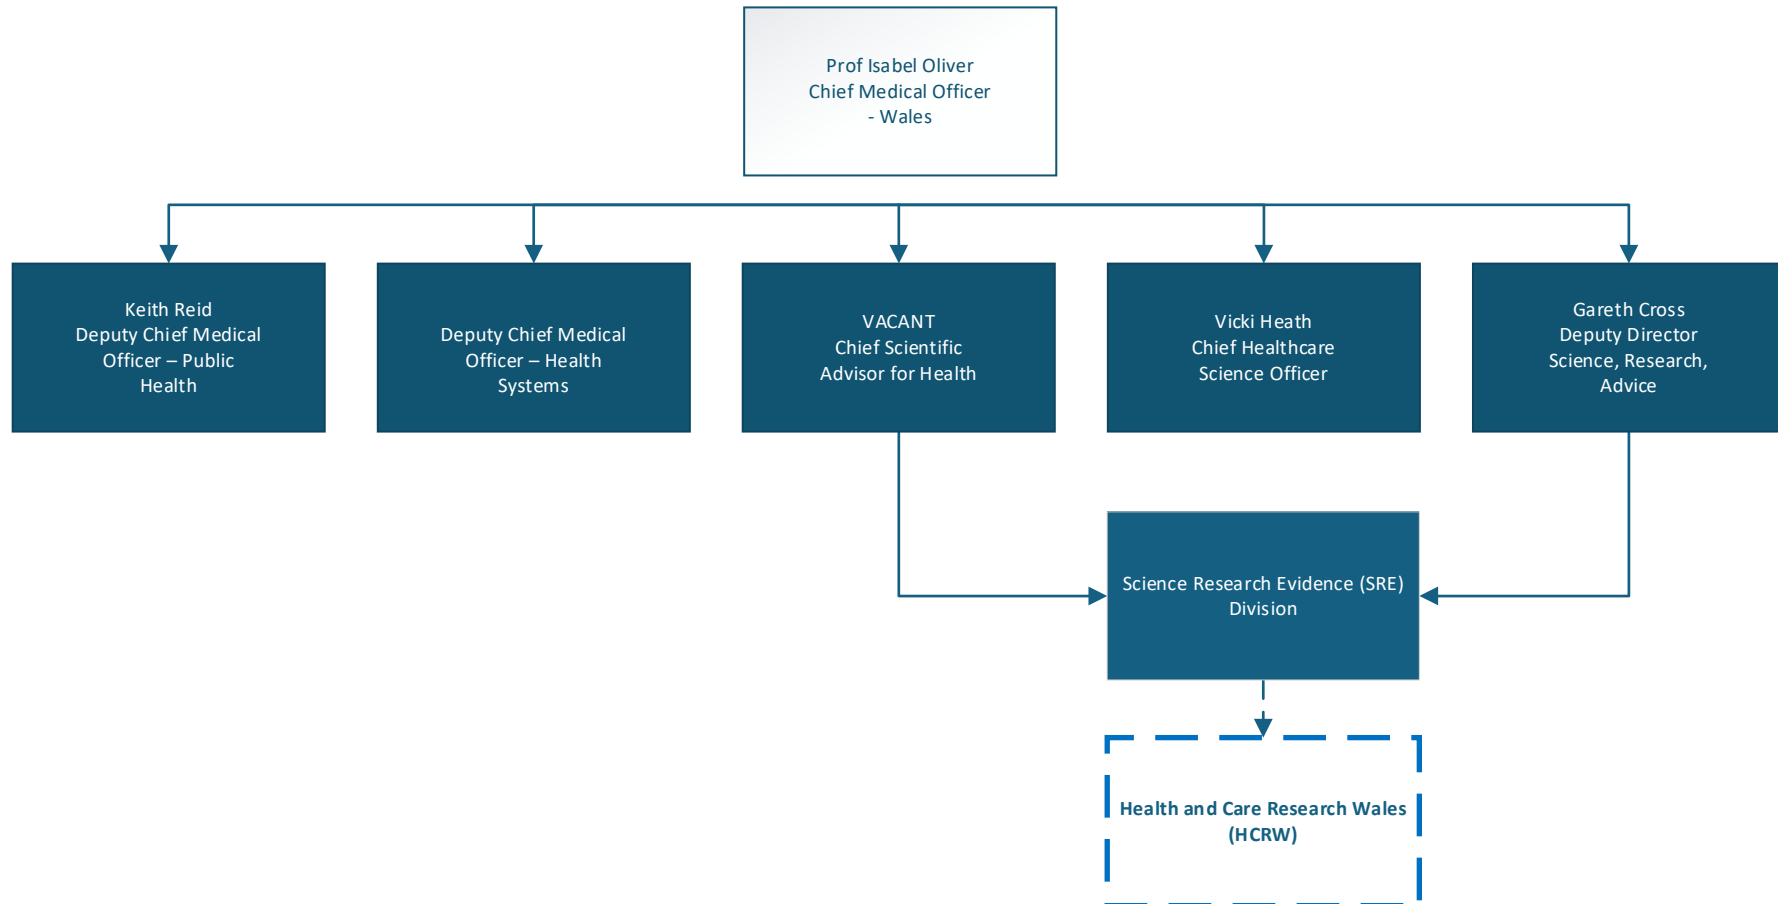 Prof Isabel Oliver
Chief Medical Officer
- Wales
Keith Reid
Deputy Chief Medical
Officer – Public
Health
Deputy Chief Medical
Officer – Health
Systems
VACANT
Chief Scientific
Advisor for Health
Vicki Heath
Chief Healthcare
Science Officer
Gareth Cross
Deputy Director
Science, Research,
Advice
Science Research Evidence (SRE)
Division
Health and Care Research Wales
(HCRW)